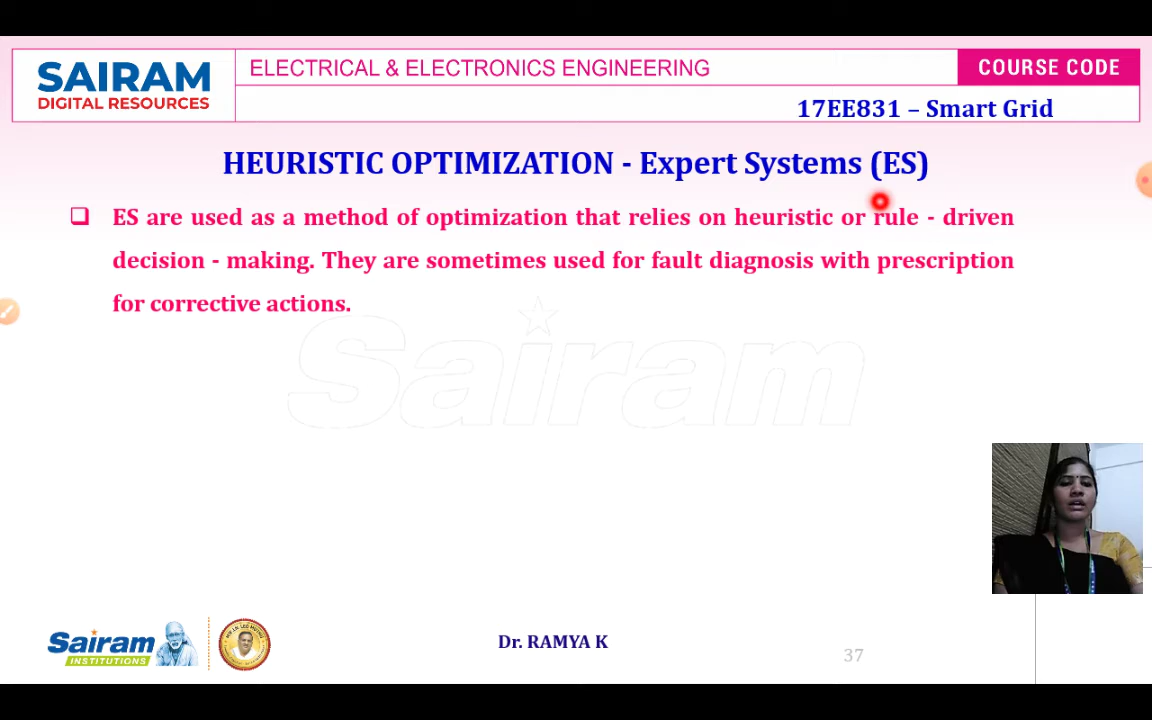 SAIRAM
DIGITAL RESOURCES
ELECTRICAL & ELECTRONICS ENGINEERING
COURSE CODE
17EE831 – Smart Grid
HEURISTIC OPTIMIZATION - Expert Systems (ES)
ES are used as a method of optimization that relies on heuristic or rule - driven
decision - making. They are sometimes used for fault diagnosis with prescription
for corrective actions.
Sairam
Sairam
INSTITUTIONS
Dr. RAMYA K
37